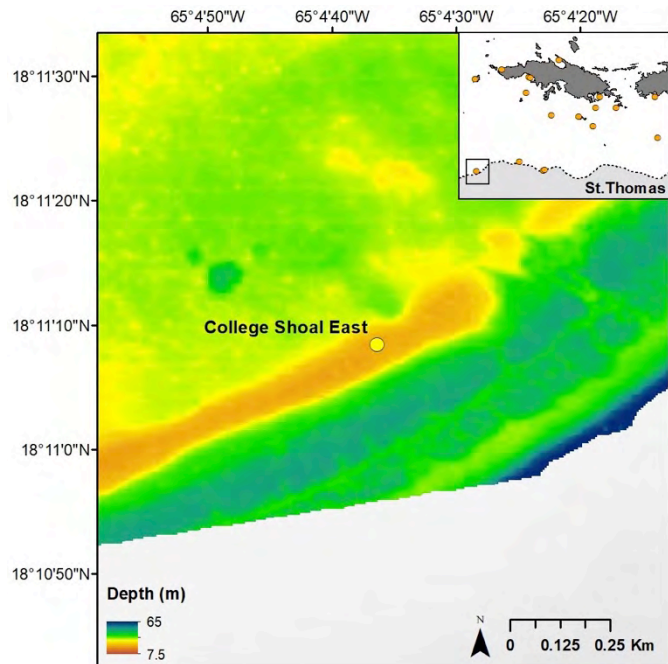 65°4'50"W 65°4'40"W 65°4'30"W 65°4'20"W
18°11'30"N
St.Thomas
18°11'20"N
18°11'10"N
College Shoal East
18°11'0"N
18°10'50"N
Depth (m)
65
7.5
N
0 0.125 0.25 Km